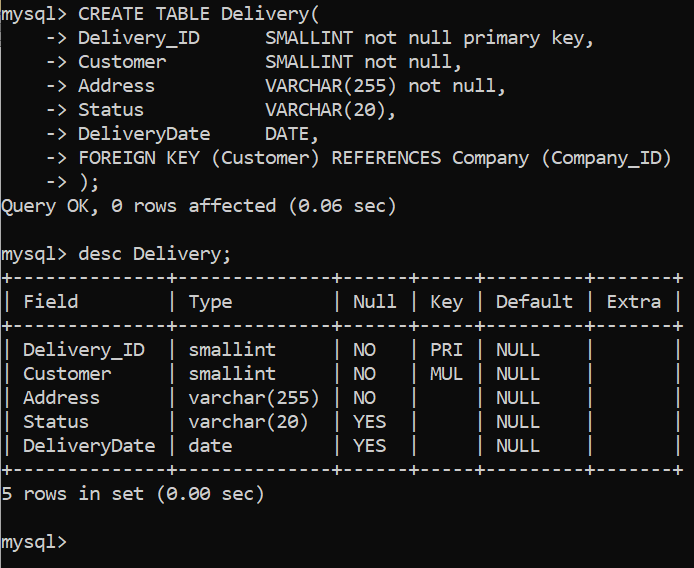 mysql> CREATE TABLE Delivery(
    -> Delivery_ID     SMALLINT not null primary key,
    -> Customer        SMALLINT not null,
    -> Address         VARCHAR(255) not null,
    -> Status          VARCHAR(20),
    -> DeliveryDate    DATE,
    -> FOREIGN KEY (Customer) REFERENCES Company (Company_ID)
    -> );
Query OK, 0 rows affected (0.06 sec)

mysql> desc Delivery;
+--------------+--------------+------+-----+---------+-------+
| Field        | Type         | Null | Key | Default | Extra |
+--------------+--------------+------+-----+---------+-------+
| Delivery_ID  | smallint     | NO   | PRI | NULL    |       |
| Customer     | smallint     | NO   | MUL | NULL    |       |
| Address      | varchar(255) | NO   |     | NULL    |       |
| Status       | varchar(20)  | YES  |     | NULL    |       |
| DeliveryDate | date         | YES  |     | NULL    |       |
+--------------+--------------+------+-----+---------+-------+
5 rows in set (0.00 sec)

mysql>